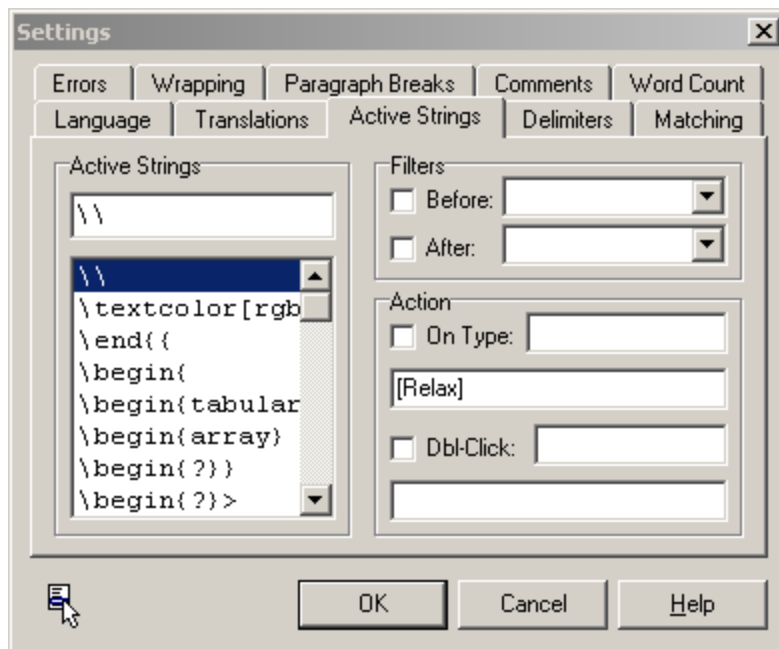 Settings
Errors Wrapping Paragraph Breaks Comments Word Count
Language Translations Active Strings Delimiters Matching
Active Strings
\\
\\
\textcolor[rgb
\end{{
\begin{
\begin{tabular
\begin{array}
\begin{?}}
\begin{?}>
Filters
Before:
After:
Action
On Type:
[Relax]
Dbl-Click:
OK Cancel Help